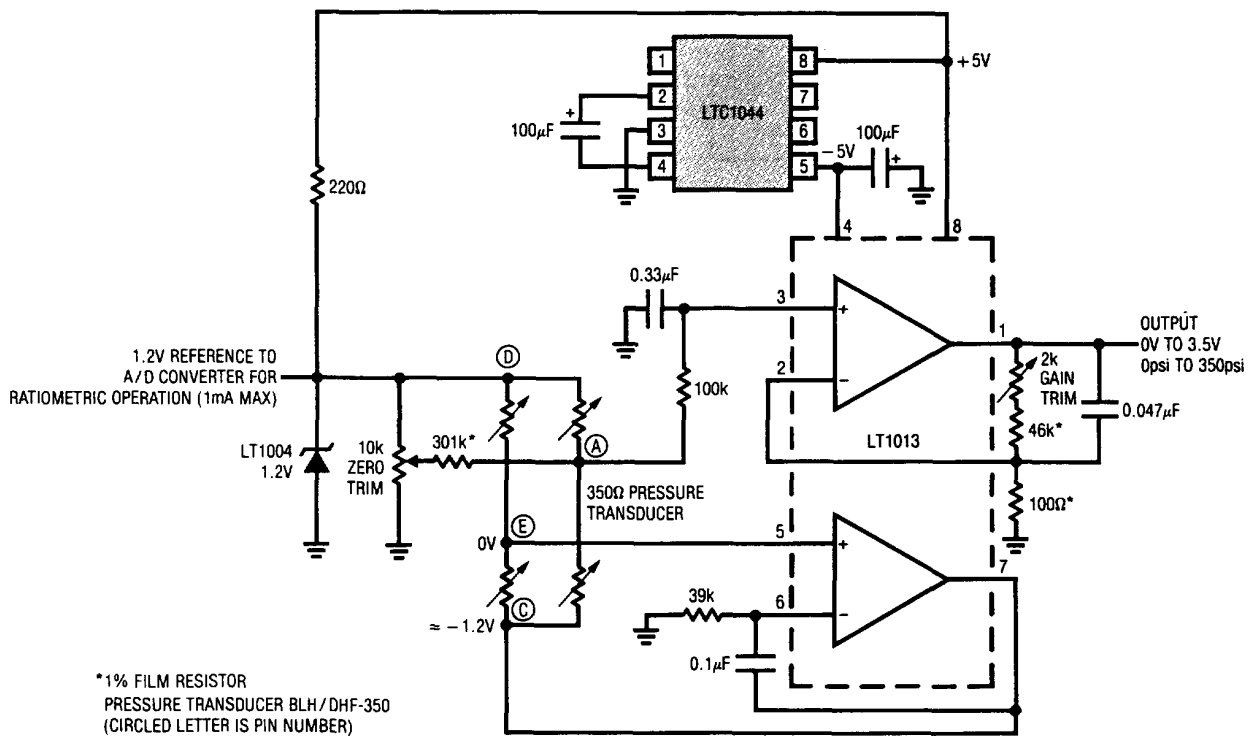 1
2
3
4
8
7
6
5
LTC1044
+5V
100µF
+
-5V
100µF
+
220Ω
4
8
0.33µF
3
+
2
-
1
OUTPUT
0V TO 3.5V
0psi TO 350psi
2k
GAIN
TRIM
46k*
0.047µF
100Ω*
LT1013
100k
1.2V REFERENCE TO
A/D CONVERTER FOR
RATIOMETRIC OPERATION (1mA MAX)
D
LT1004
1.2V
10k
ZERO
TRIM
301k*
A
350Ω PRESSURE
TRANSDUCER
E
0V
5
+
7
6
-
39k
0.1µF
C
≈ -1.2V
*1% FILM RESISTOR
PRESSURE TRANSDUCER BLH/DHF-350
(CIRCLED LETTER IS PIN NUMBER)